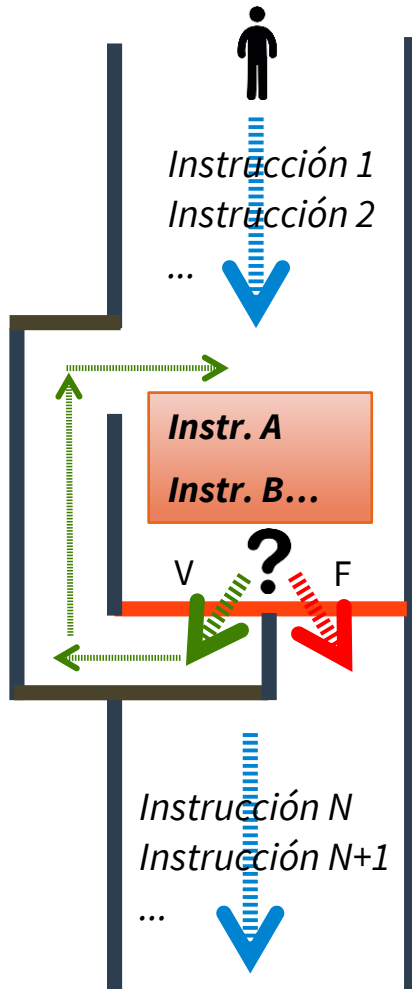 Instrucción 1
Instrucción 2
...
Instr. A
Instr. B...
?
V
F
Instrucción N
Instrucción N+1
...